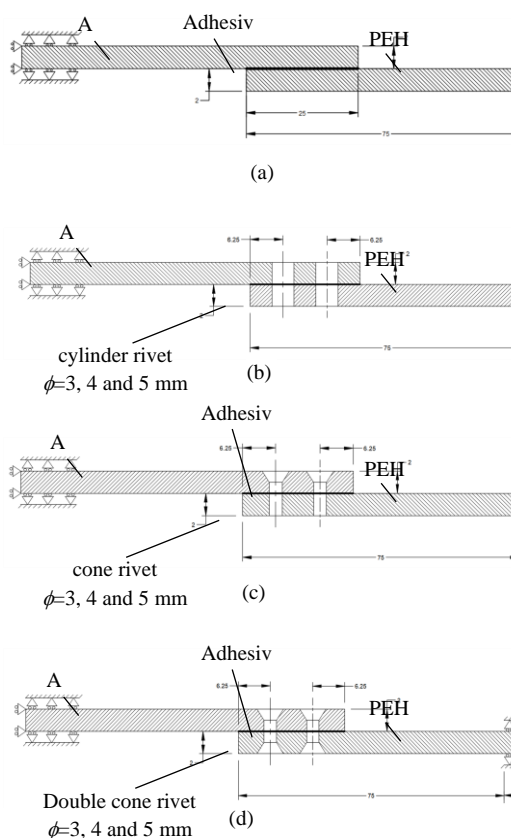 A Adhesiv PEH
2
25
75
(a)
A 6.25 6.25 PEH 2
2
75
cylinder rivet
ϕ=3, 4 and 5 mm
(b)
Adhesiv
A 6.25 6.25 PEH 2
2
75
cone rivet
ϕ=3, 4 and 5 mm
(c)
Adhesiv
A 6.25 6.25 PEH
2
75
Double cone rivet
ϕ=3, 4 and 5 mm
(d)